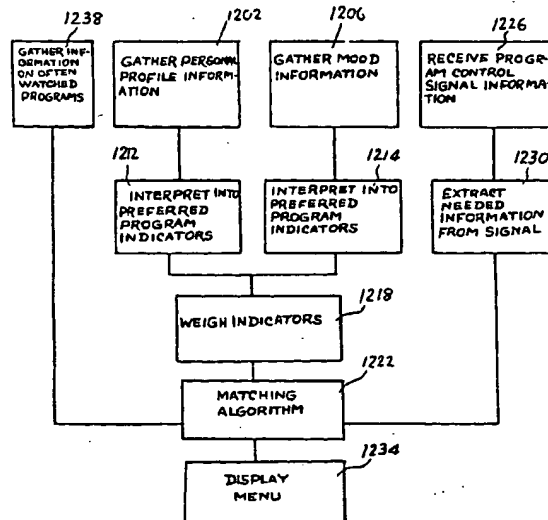 1238
1202
1206
1226
GATHER INF-
ORMATION
ON OFTEN
WATCHED
PROGRAMS
GATHER PERSONAL
PROFILE INFORM-
ATION
GATHER MOOD
INFORMATION
RECEIVE PROGR-
AM CONTROL
SIGNAL INFORMA-
TION
1212
1214
1230
INTERPRET INTO
PREFERRED
PROGRAM
INDICATORS
INTERPRET INTO
PREFERRED
PROGRAM
INDICATORS
EXTRACT
NEEDED
INFORMATION
FROM SIGNAL
1218
WEIGH INDICATORS
1222
MATCHING
ALGORITHM
1234
DISPLAY
MENU